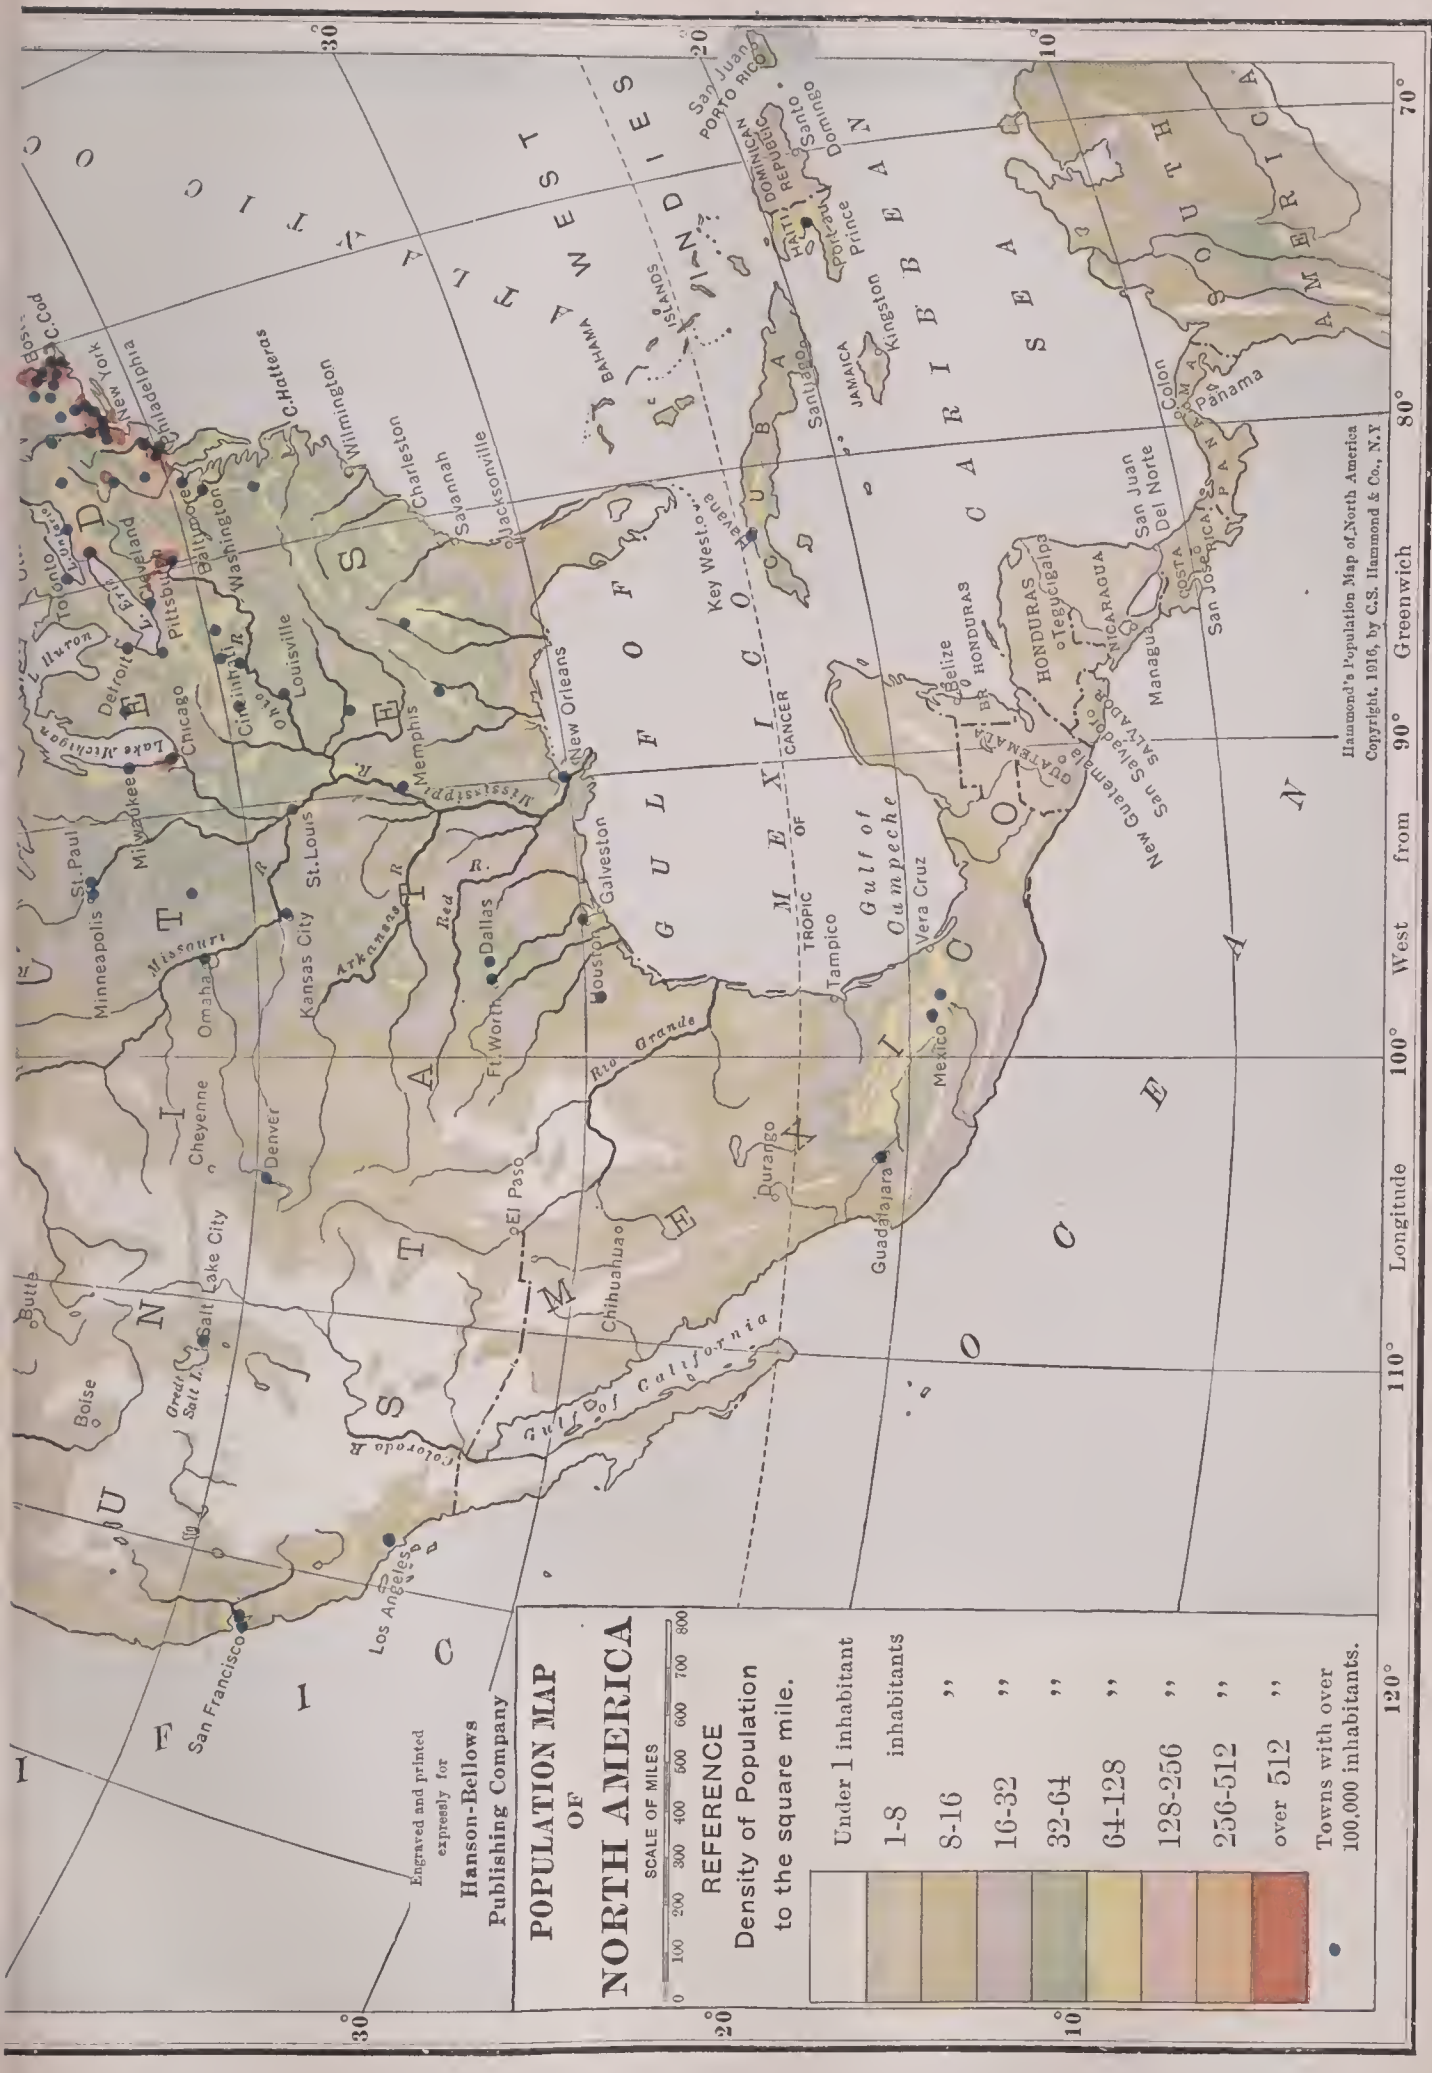 Engraved and printed
expressly for
Hanson-Bellows
Publishing Company
POPULATION MAP
OF
NORTH AMERICA
SCALE OF MILES
0 100 200 300 400 500 600 700 800
REFERENCE
Density of Population
to the square mile.
Under 1 inhabitant
1-8 inhabitants
8-16 ,,
16-32 ,,
32-64 ,,
64-128 ,,
128-256 ,,
256-512 ,,
over 512 ,,
Towns with over
100,000 inhabitants.
UNITED
STATES
MEXICO
GULF OF
MEXICO
Gulf of
Campeche
TROPIC OF CANCER
WEST
INDIES
BAHAMA
ISLANDS
CARIBBEAN
SEA
SOUTH
AMERICA
OCEAN
Butte
Boise
Great
Salt L.
Salt Lake City
San Francisco
Los Angeles
Colorado R
Gulf of California
Cheyenne
Denver
Omaha
Missouri
R
Minneapolis
St. Paul
Milwaukee
Lake Michigan
Chicago
Detroit
Huron
Toronto
L. Ontario
L. Erie
Cleveland
Pittsburgh
Boston
C. Cod
New York
Philadelphia
Baltimore
Washington
C. Hatteras
Wilmington
Charleston
Savannah
Jacksonville
Cincinnati
Ohio
R.
Louisville
Memphis
Mississippi
R.
St. Louis
Kansas City
Arkansas
R
Red
R.
Dallas
Ft. Worth
Houston
Galveston
New Orleans
Key West
El Paso
Rio Grande
Chihuahua
Durango
Guadalajara
Mexico
Tampico
Vera Cruz
Havana
CUBA
Santiago
JAMAICA
Kingston
HAITI
Port-au-
Prince
DOMINICAN
REPUBLIC
Santo
Domingo
San Juan
PORTO RICO
Belize
BR HONDURAS
GUATEMALA
New Guatemala
San Salvador
SALVADOR
HONDURAS
Tegucigalpa
NICARAGUA
Managua
San Juan
Del Norte
COSTA
RICA
San Jose
PANAMA
Colon
Panama
30°
20°
10°
30°
20°
10°
120° 110° Longitude 100° West from 90° Greenwich 80° 70°
Hammond's Population Map of North America
Copyright, 1916, by C.S. Hammond & Co., N.Y